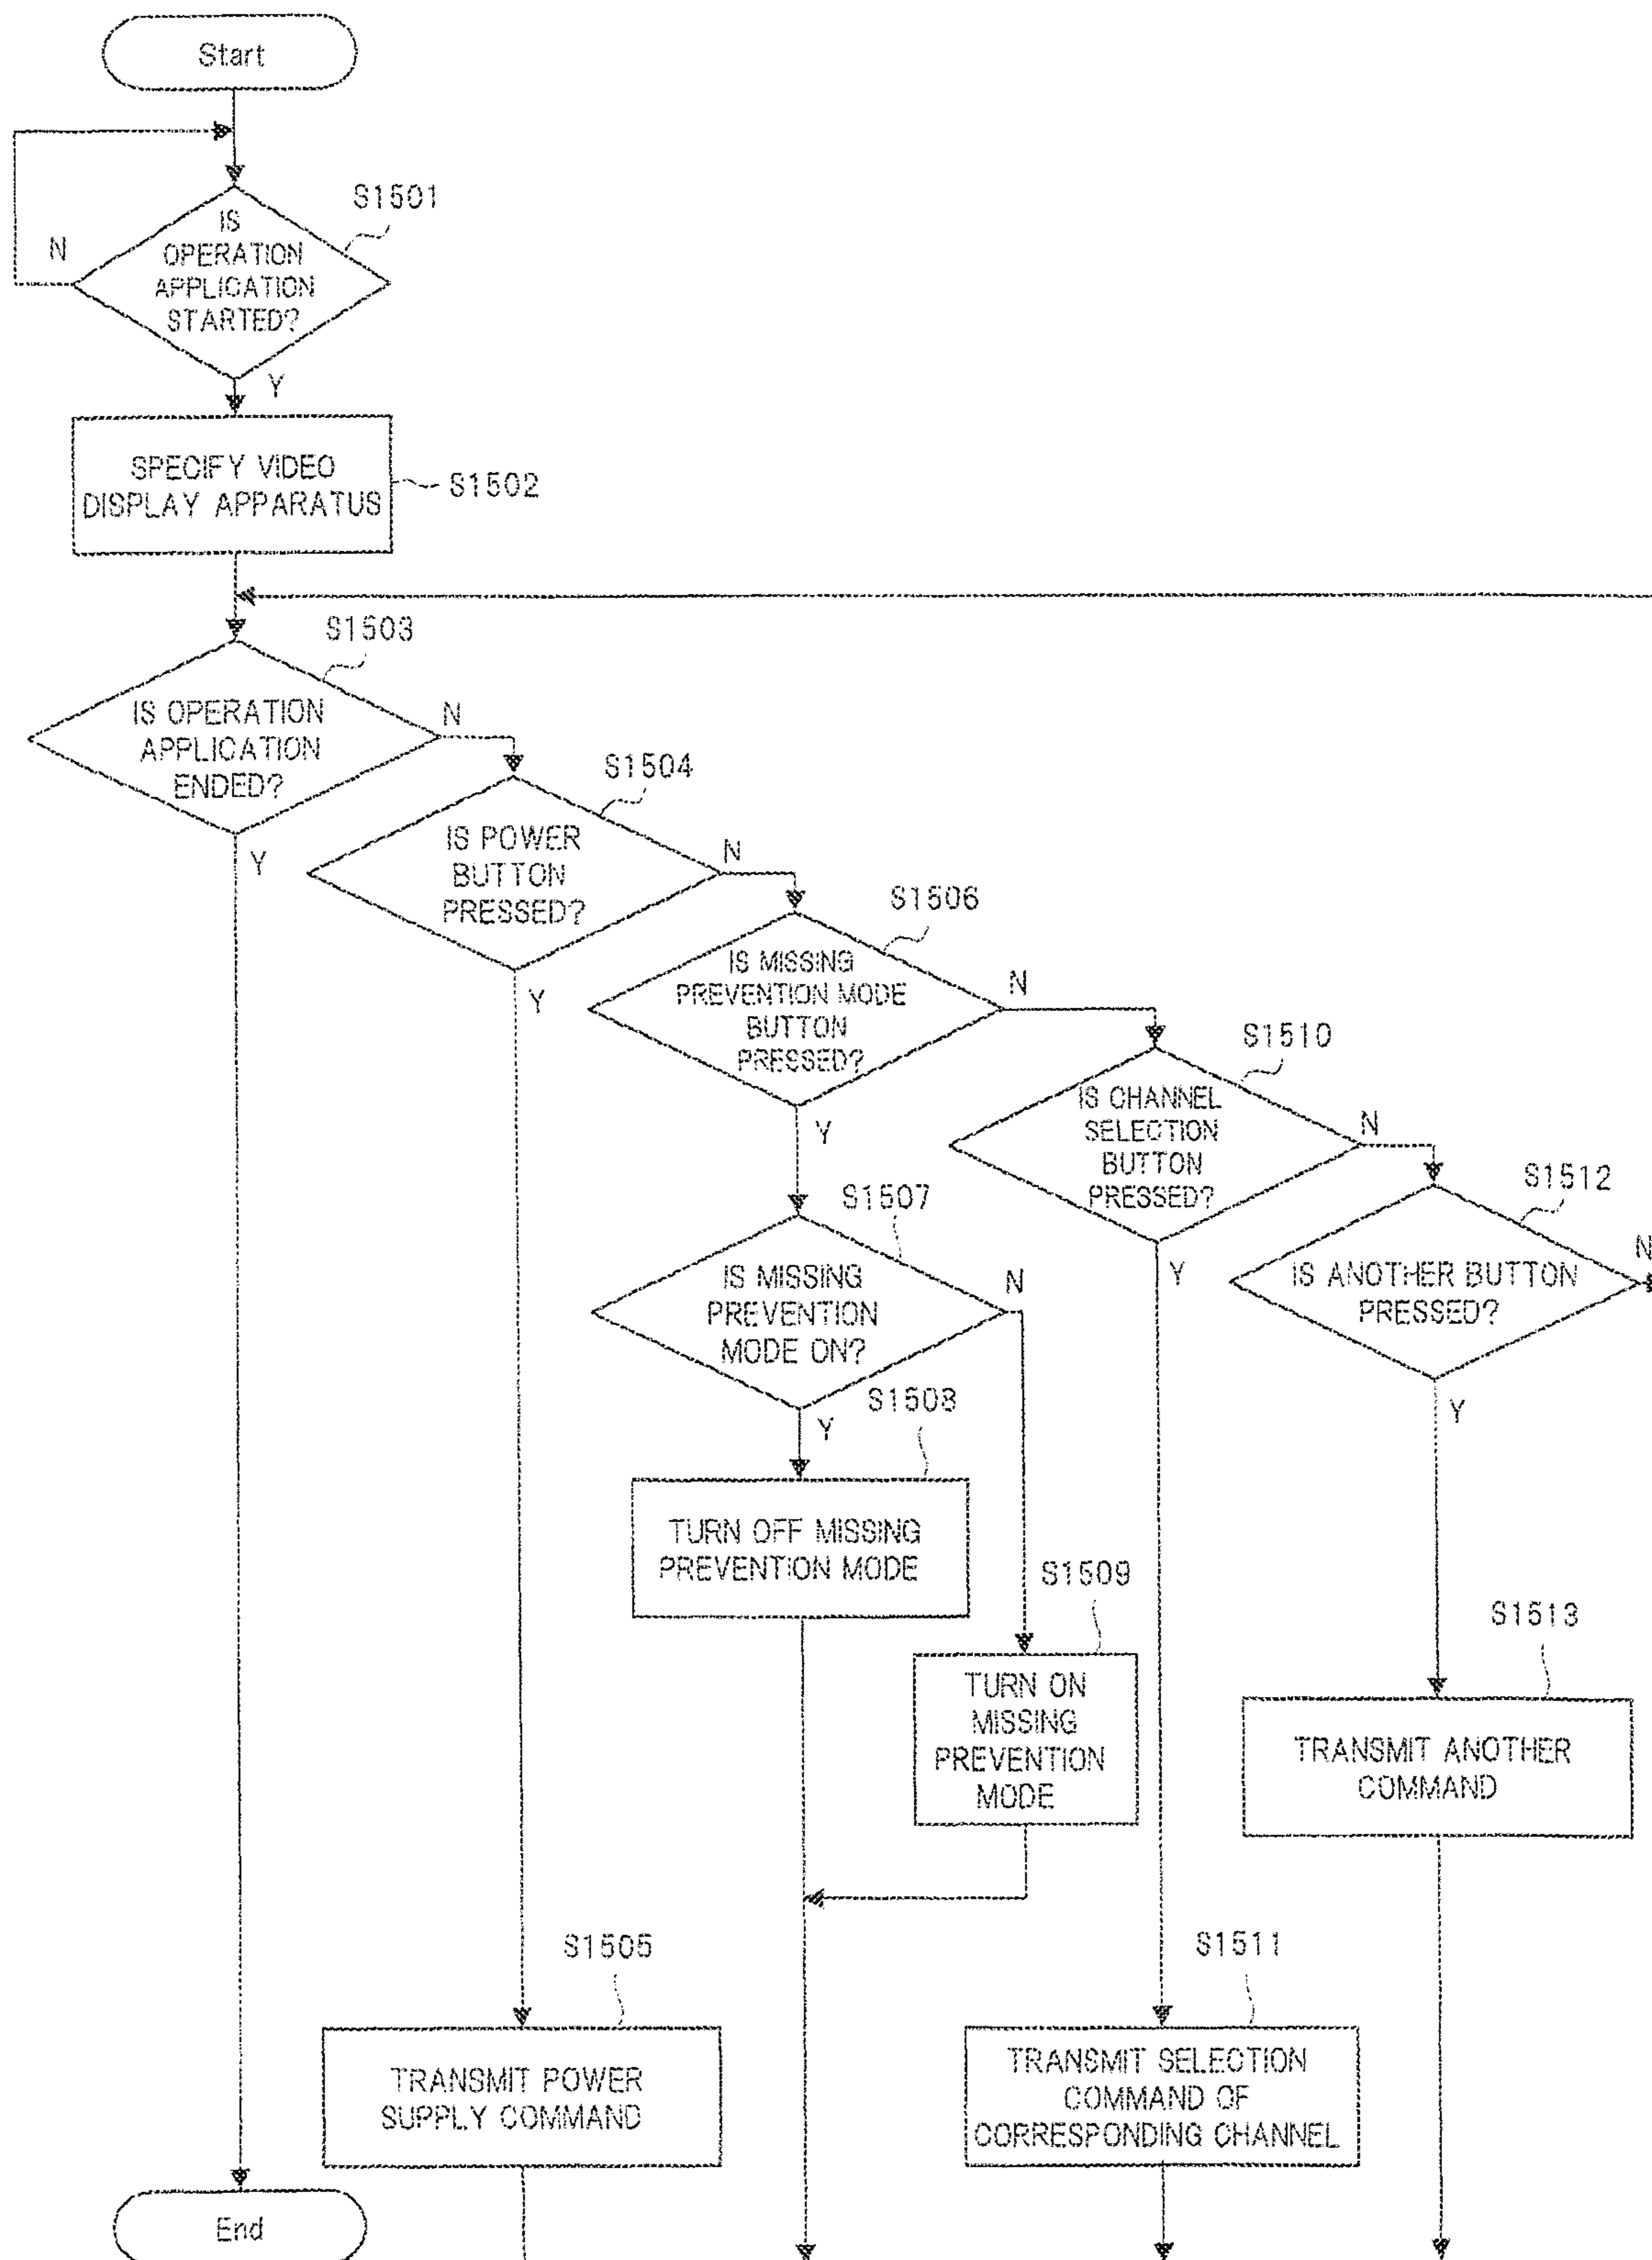 Start
S1501
IS
OPERATION
APPLICATION
STARTED?
N
Y
SPECIFY VIDEO
DISPLAY APPARATUS
S1502
S1503
IS OPERATION
APPLICATION
ENDED?
N
Y
S1504
IS POWER
BUTTON
PRESSED?
N
Y
S1506
IS MISSING
PREVENTION MODE
BUTTON
PRESSED?
N
Y
S1510
IS CHANNEL
SELECTION
BUTTON
PRESSED?
N
Y
S1512
IS ANOTHER BUTTON
PRESSED?
N
Y
S1507
IS MISSING
PREVENTION
MODE ON?
N
Y
S1508
TURN OFF MISSING
PREVENTION MODE
S1509
TURN ON
MISSING
PREVENTION
MODE
S1513
TRANSMIT ANOTHER
COMMAND
S1505
TRANSMIT POWER
SUPPLY COMMAND
S1511
TRANSMIT SELECTION
COMMAND OF
CORRESPONDING CHANNEL
End